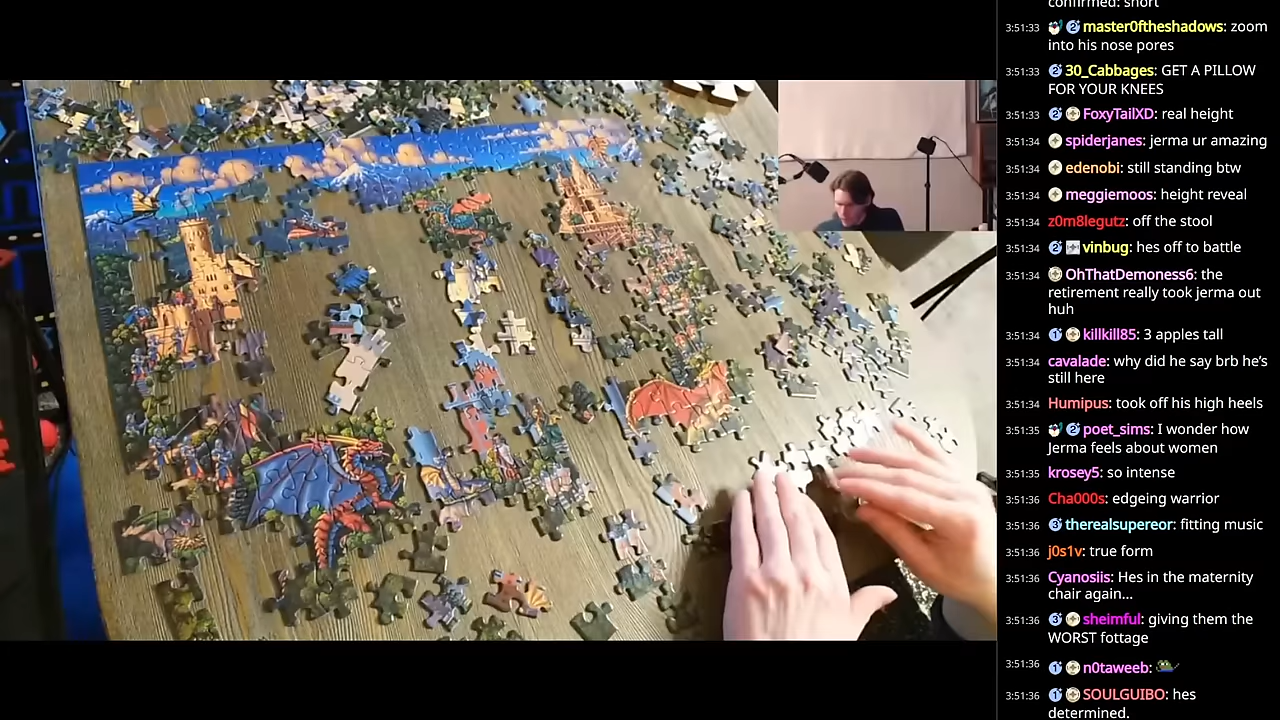 confirmed: short
3:51:33 master0ftheshadows: zoom
into his nose pores
3:51:33 30_Cabbages: GET A PILLOW
FOR YOUR KNEES
3:51:33 FoxyTailXD: real height
3:51:34 spiderjanes: jerma ur amazing
3:51:34 edenobi: still standing btw
3:51:34 meggiemoos: height reveal
3:51:34 z0m8legutz: off the stool
3:51:34 vinbug: hes off to battle
3:51:34 OhThatDemoness6: the
retirement really took jerma out
huh
3:51:34 killkill85: 3 apples tall
3:51:34 cavalade: why did he say brb he's
still here
3:51:34 Humipus: took off his high heels
3:51:35 poet_sims: I wonder how
Jerma feels about women
3:51:35 krosey5: so intense
3:51:36 Cha000s: edgeing warrior
3:51:36 therealsupereor: fitting music
3:51:36 j0s1v: true form
3:51:36 Cyanosiis: Hes in the maternity
chair again...
3:51:36 sheimful: giving them the
WORST fottage
3:51:36 n0taweeb:
3:51:36 SOULGUIBO: hes
determined.